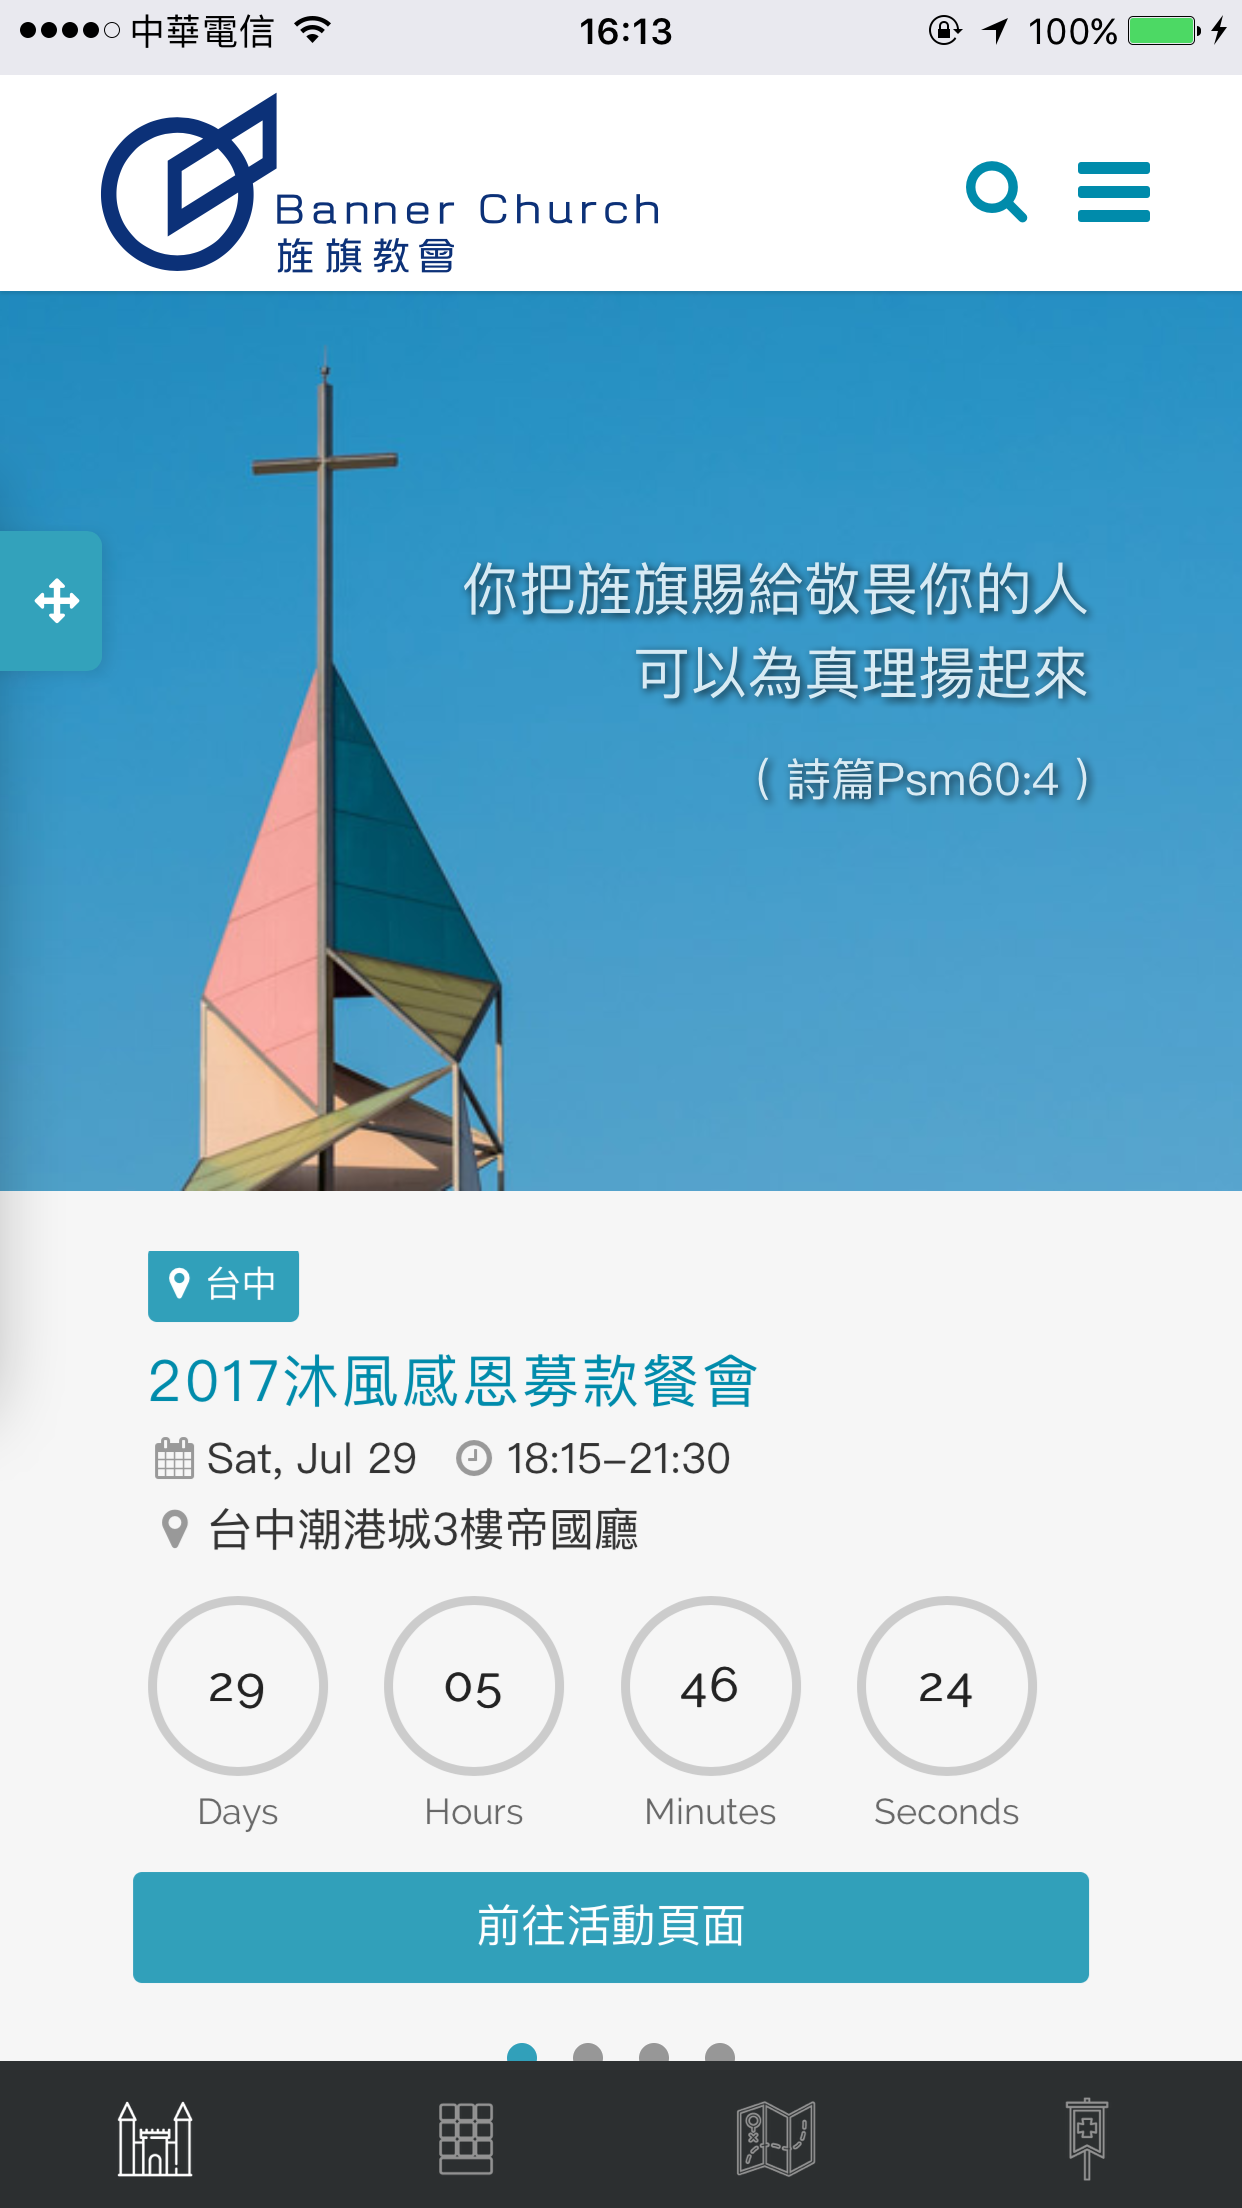 中華電信 16:13 100%
Banner Church
旌旗教會
你把旌旗賜給敬畏你的人
可以為真理揚起來
( 詩篇Psm60:4 )
台中
2017沐風感恩募款餐會
Sat, Jul 29 18:15-21:30
台中潮港城3樓帝國廳
29 05 46 24
Days Hours Minutes Seconds
前往活動頁面